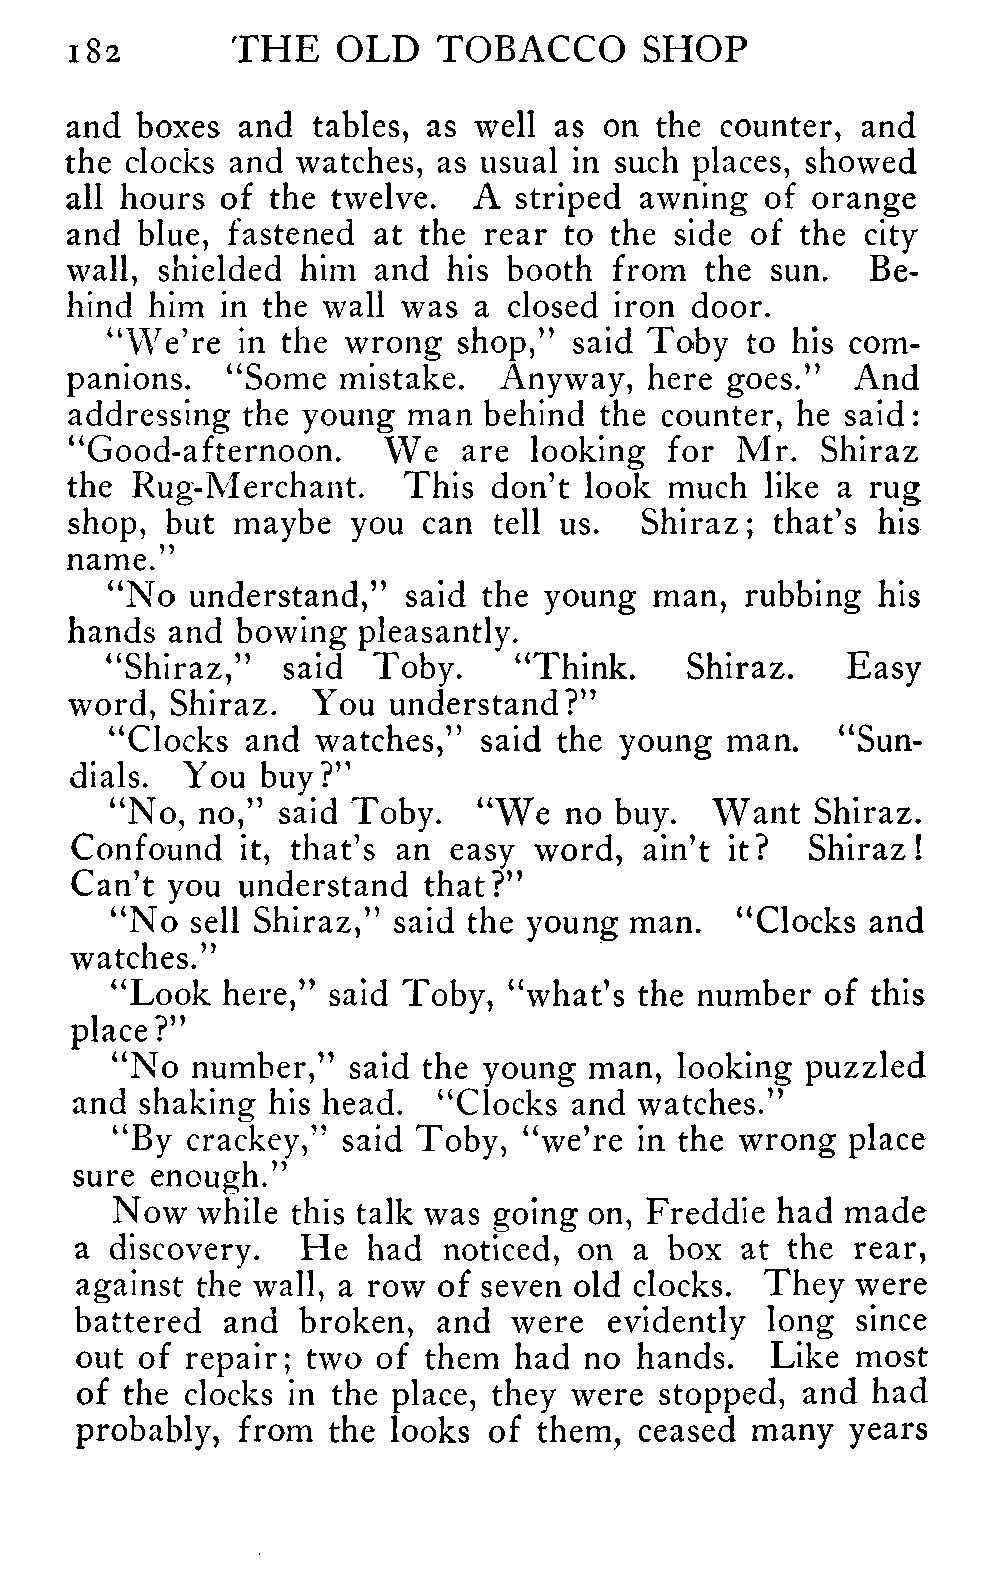 182 THE OLD TOBACCO SHOP
and boxes and tables, as well as on the counter, and
the clocks and watches, as usual in such places, showed
all hours of the twelve. A striped awning of orange
and blue, fastened at the rear to the side of the city
wall, shielded him and his booth from the sun. Be-
hind him in the wall was a closed iron door.
"We're in the wrong shop," said Toby to his com-
panions. "Some mistake. Anyway, here goes." And
addressing the young man behind the counter, he said:
"Good-afternoon. We are looking for Mr. Shiraz
the Rug-Merchant. This don't look much like a rug
shop, but maybe you can tell us. Shiraz; that's his
name."
"No understand," said the young man, rubbing his
hands and bowing pleasantly.
"Shiraz," said Toby. "Think. Shiraz. Easy
word, Shiraz. You understand?"
"Clocks and watches," said the young man. "Sun-
dials. You buy?"
"No, no," said Toby. "We no buy. Want Shiraz.
Confound it, that's an easy word, ain't it? Shiraz!
Can't you understand that?"
"No sell Shiraz," said the young man. "Clocks and
watches."
"Look here," said Toby, "what's the number of this
place?"
"No number," said the young man, looking puzzled
and shaking his head. "Clocks and watches."
"By crackey," said Toby, "we're in the wrong place
sure enough."
Now while this talk was going on, Freddie had made
a discovery. He had noticed, on a box at the rear,
against the wall, a row of seven old clocks. They were
battered and broken, and were evidently long since
out of repair; two of them had no hands. Like most
of the clocks in the place, they were stopped, and had
probably, from the looks of them, ceased many years